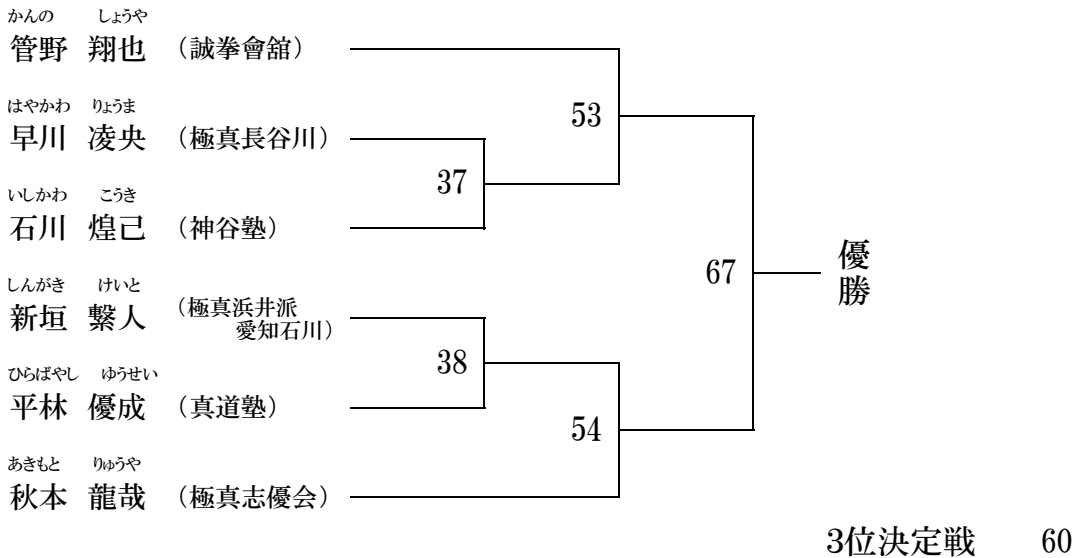 かんの しょうや
管野 翔也 （誠拳會舘）
53
はやかわ りょうま
早川 凌央 （極真長谷川）
37
いしかわ こうき
石川 煌己 （神谷塾）
67
優勝
しんがき けいと
新垣 繫人 （極真浜井派
愛知石川）
38
ひらばやし ゆうせい
平林 優成 （真道塾）
54
あきもと りゅうや
秋本 龍哉 （極真志優会）
3位決定戦 60